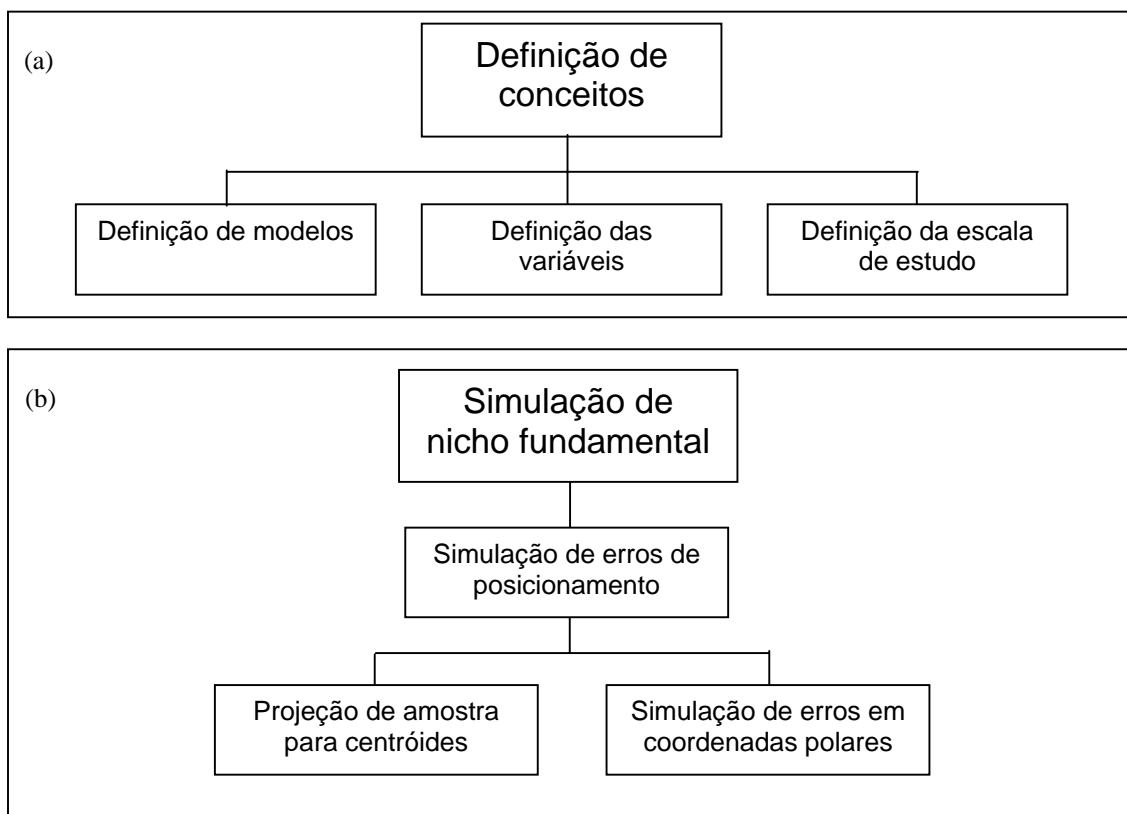 (a)
Definição de
conceitos
Definição de modelos
Definição das
variáveis
Definição da escala
de estudo
(b)
Simulação de
nicho fundamental
Simulação de erros de
posicionamento
Projeção de amostra
para centróides
Simulação de erros em
coordenadas polares